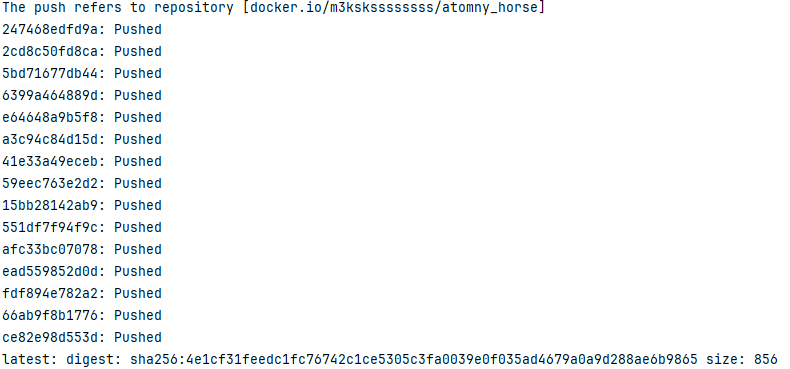 The push refers to repository [docker.io/m3ksksssssssss/atomny_horse]
247468edfd9a: Pushed
2cd8c50fd8ca: Pushed
5bd71677db44: Pushed
6399a464889d: Pushed
e64648a9b5f8: Pushed
a3c94c84d15d: Pushed
41e33a49eceb: Pushed
59eec763e2d2: Pushed
15bb28142ab9: Pushed
551df7f94f9c: Pushed
afc33bc07078: Pushed
ead559852d0d: Pushed
fdf894e782a2: Pushed
66ab9f8b1776: Pushed
ce82e98d553d: Pushed
latest: digest: sha256:4e1cf31feedc1fc76742c1ce5305c3fa0039e0f035ad4679a0a9d288ae6b9865 size: 856